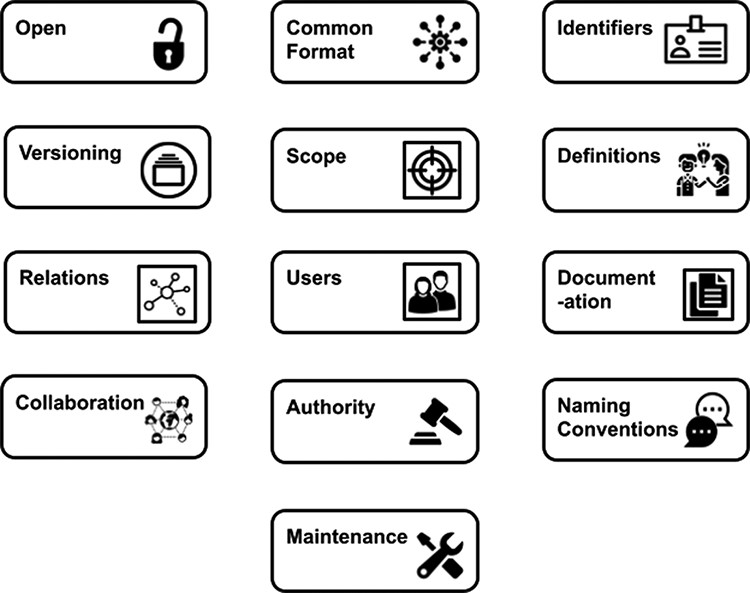 Open
Common
Format
Identifiers
Versioning
Scope
Definitions
Relations
Users
Document
-ation
Collaboration
Authority
Naming
Conventions
Maintenance